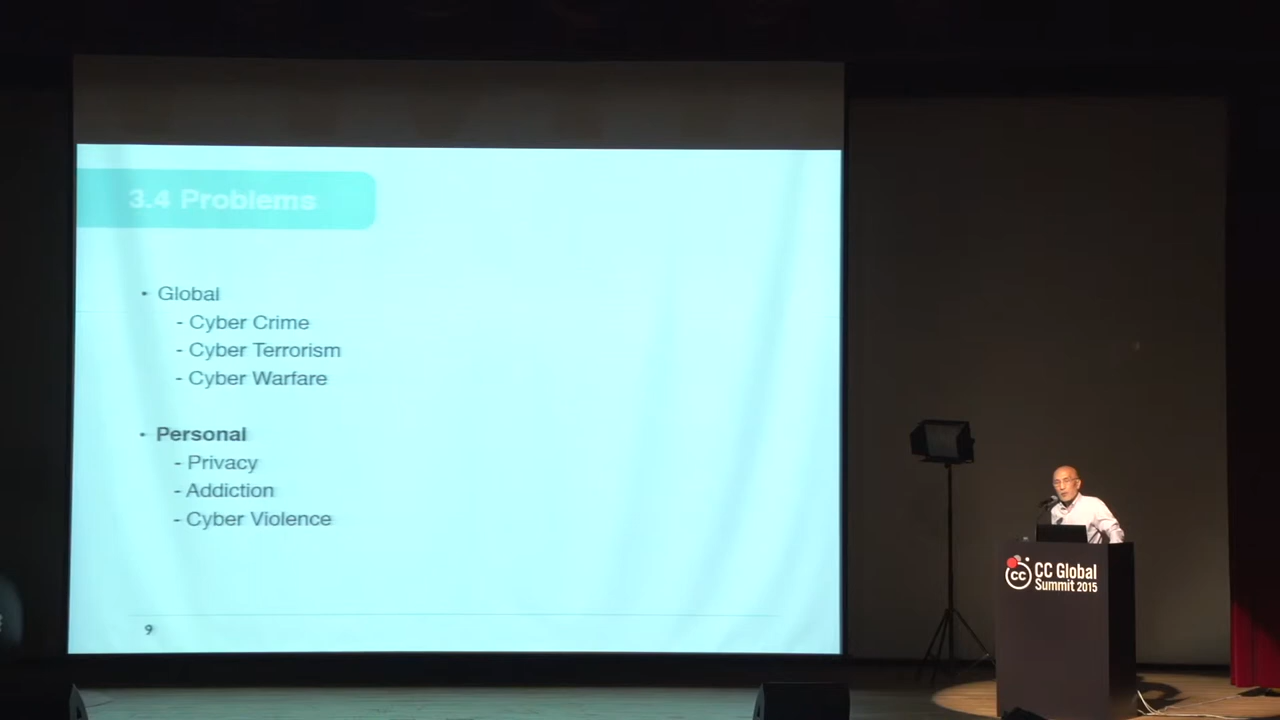 3.4 Problems
• Global
- Cyber Crime
- Cyber Terrorism
- Cyber Warfare
• Personal
- Privacy
- Addiction
- Cyber Violence
9
cc
CC Global
Summit 2015